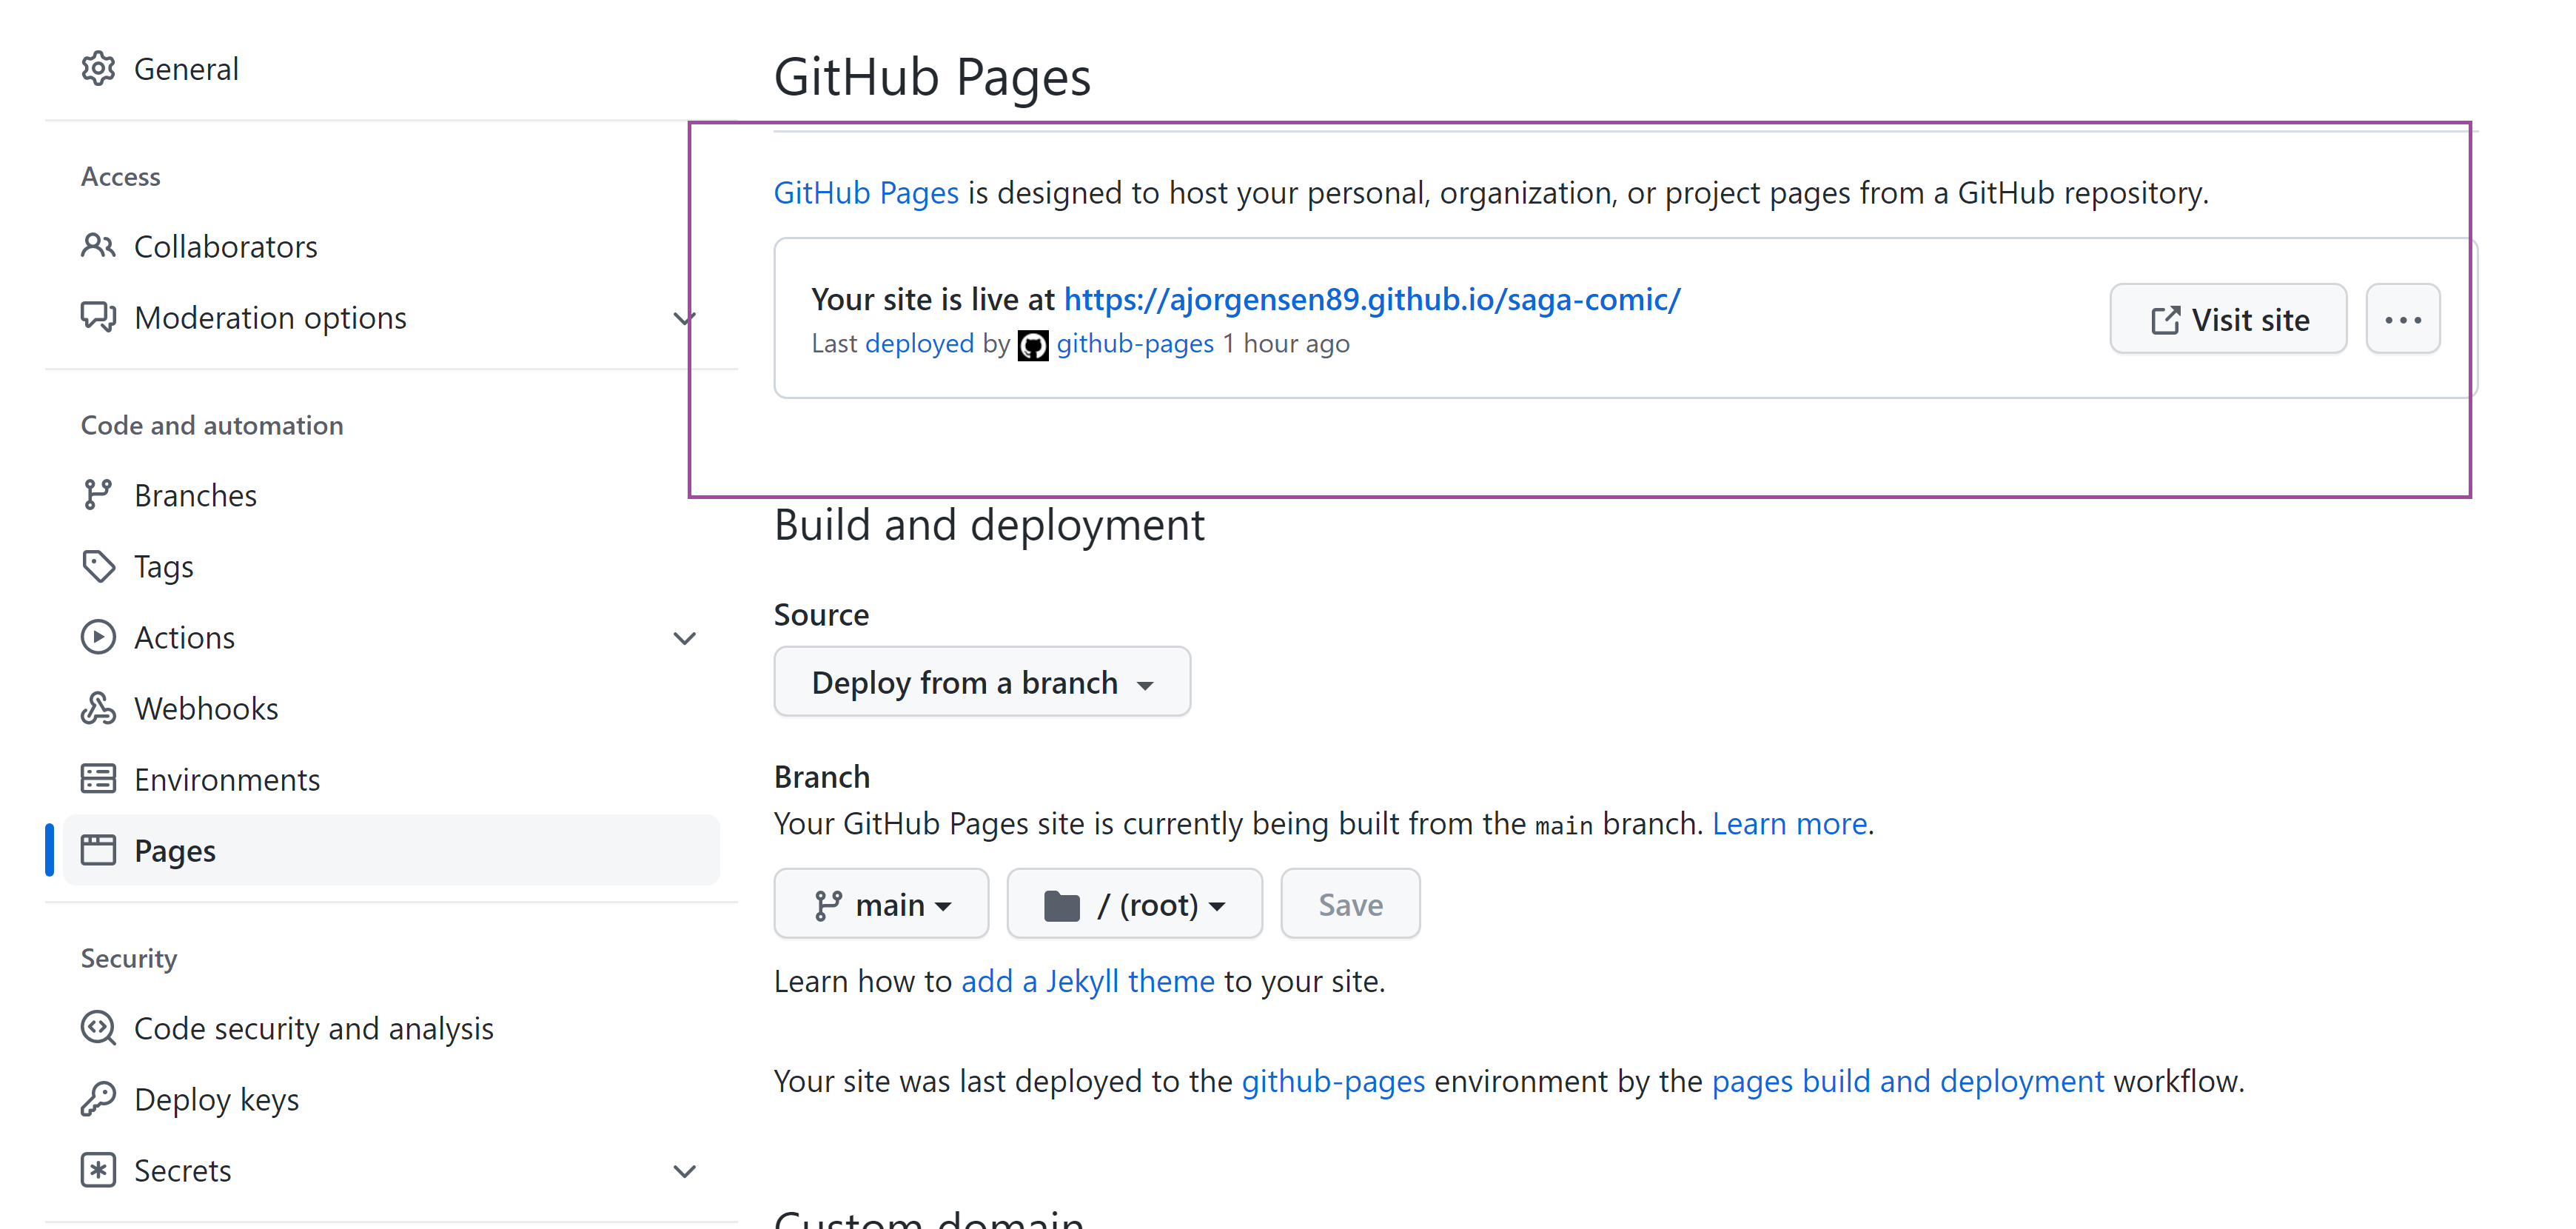 General
Access
Collaborators
Moderation options
Code and automation
Branches
Tags
Actions
Webhooks
Environments
Pages
Security
Code security and analysis
Deploy keys
Secrets
GitHub Pages
GitHub Pages is designed to host your personal, organization, or project pages from a GitHub repository.
Your site is live at https://ajorgensen89.github.io/saga-comic/
Last deployed by github-pages 1 hour ago
Visit site
Build and deployment
Source
Deploy from a branch
Branch
Your GitHub Pages site is currently being built from the main branch. Learn more.
main / (root) Save
Learn how to add a Jekyll theme to your site.
Your site was last deployed to the github-pages environment by the pages build and deployment workflow.
Custom domain